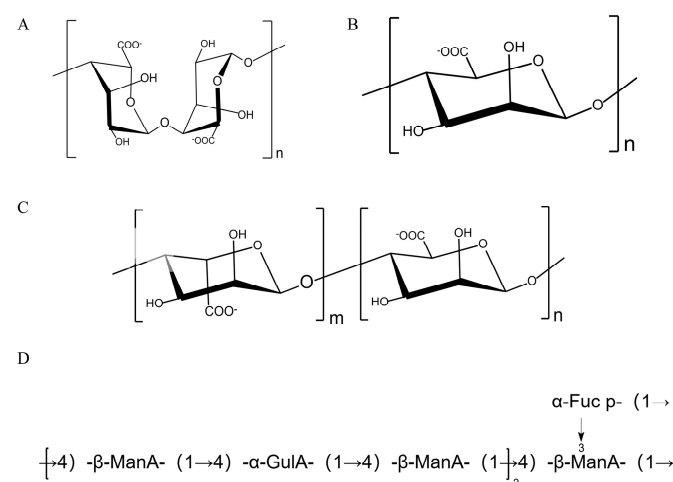 A
COO-
OH
OH
O
O
OH
O
O
OH
-OOC
n
B
-OOC
OH
O
HO
O
n
C
OH
O
HO
COO-
O
m
-OOC
OH
O
HO
O
n
D
α-Fuc p- (1→
3
→4) -β-ManA- (1→4) -α-GulA- (1→4) -β-ManA- (1→4) -β-ManA- (1→